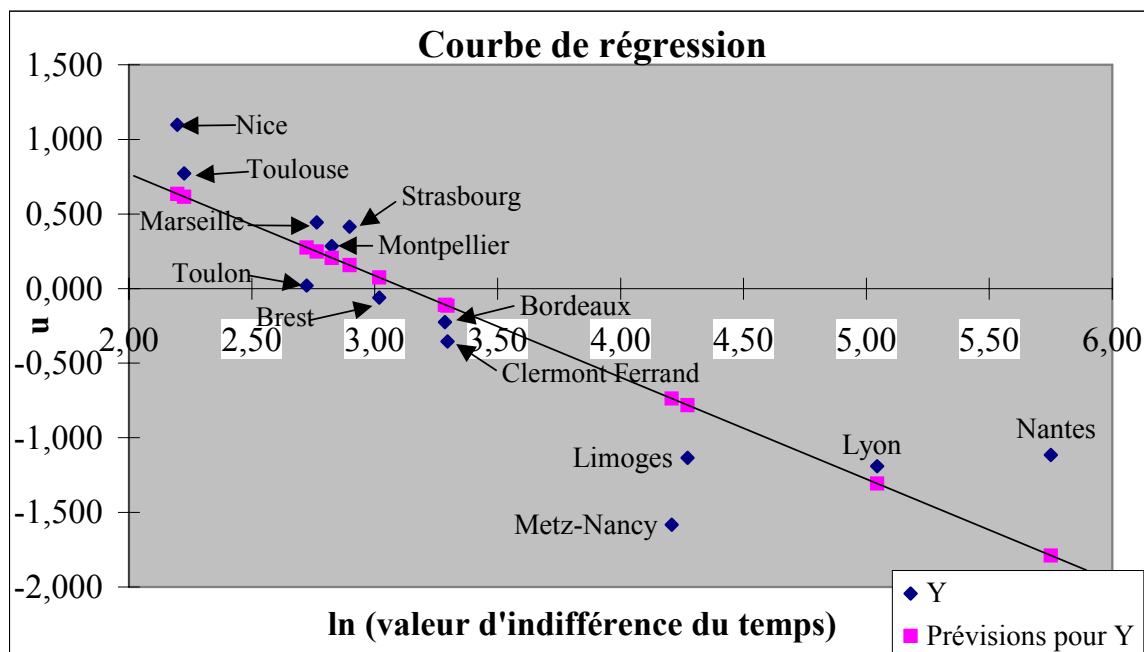 Courbe de régression
1,500
1,000
0,500
0,000
-0,500
-1,000
-1,500
-2,000
u
2,00 2,50 3,00 3,50 4,00 4,50 5,00 5,50 6,00
Nice
Toulouse
Strasbourg
Marseille
Montpellier
Toulon
Brest
Bordeaux
Clermont Ferrand
Limoges
Lyon
Nantes
Metz-Nancy
ln (valeur d'indifférence du temps)
Y
Prévisions pour Y